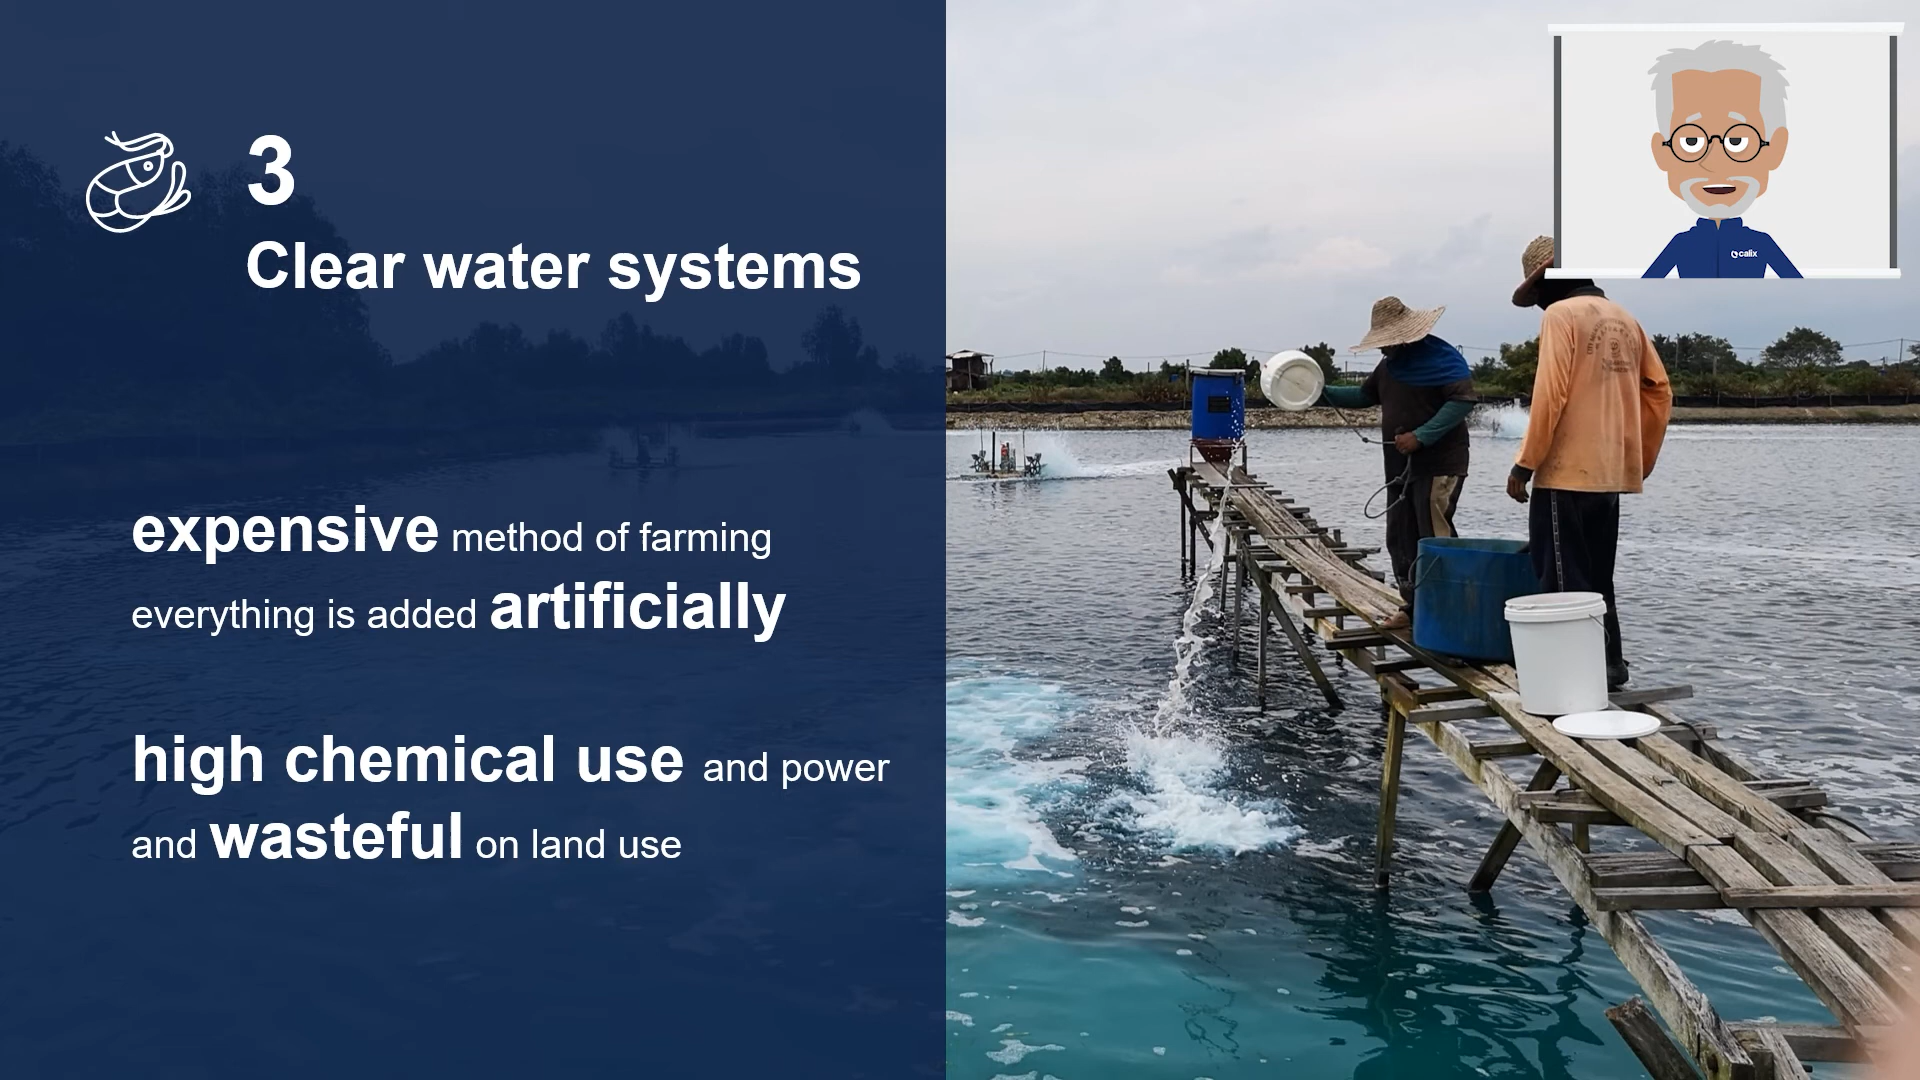 3
Clear water systems
expensive method of farming
everything is added artificially
high chemical use and power
and wasteful on land use
calix